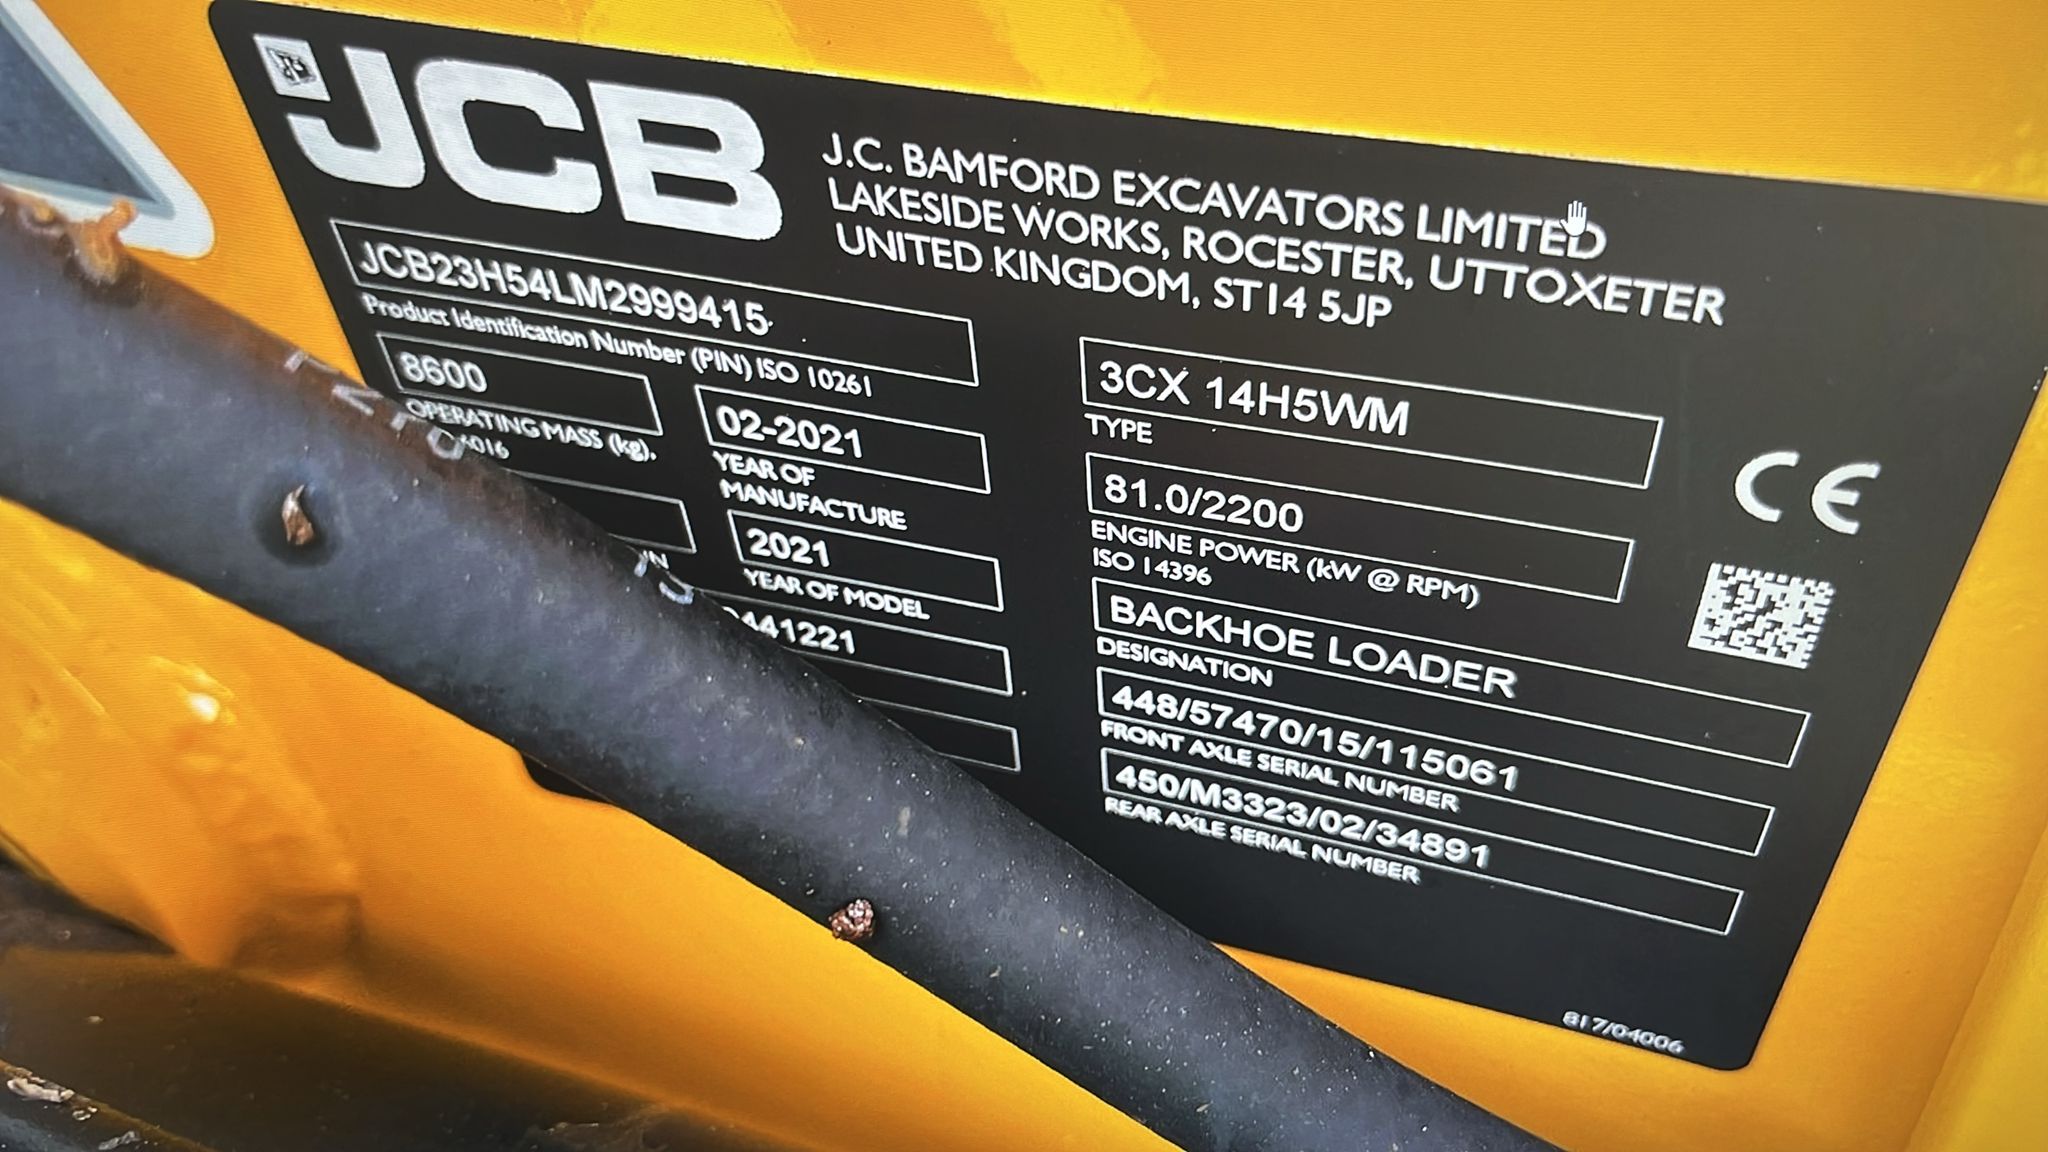 JCB
J.C. BAMFORD EXCAVATORS LIMITED
LAKESIDE WORKS, ROCESTER, UTTOXETER
UNITED KINGDOM, ST14 5JP
JCB23H54LM2999415
Product Identification Number (PIN) ISO 10261
8600
OPERATING MASS (kg),
02-2021
YEAR OF
MANUFACTURE
2021
YEAR OF MODEL
441221
3CX 14H5WM
TYPE
81.0/2200
ENGINE POWER (kW @ RPM)
ISO 14396
BACKHOE LOADER
DESIGNATION
448/57470/15/115061
FRONT AXLE SERIAL NUMBER
450/M3323/02/34891
REAR AXLE SERIAL NUMBER
CE
817/04006